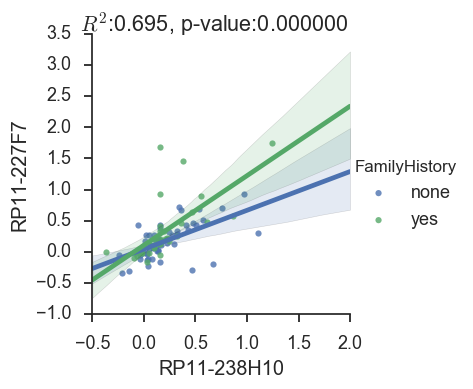 R²:0.695, p-value:0.000000
3.5
3.0
2.5
2.0
1.5
1.0
0.5
0.0
−0.5
−1.0
RP11-227F7
FamilyHistory
none
yes
−0.5 0.0 0.5 1.0 1.5 2.0
RP11-238H10